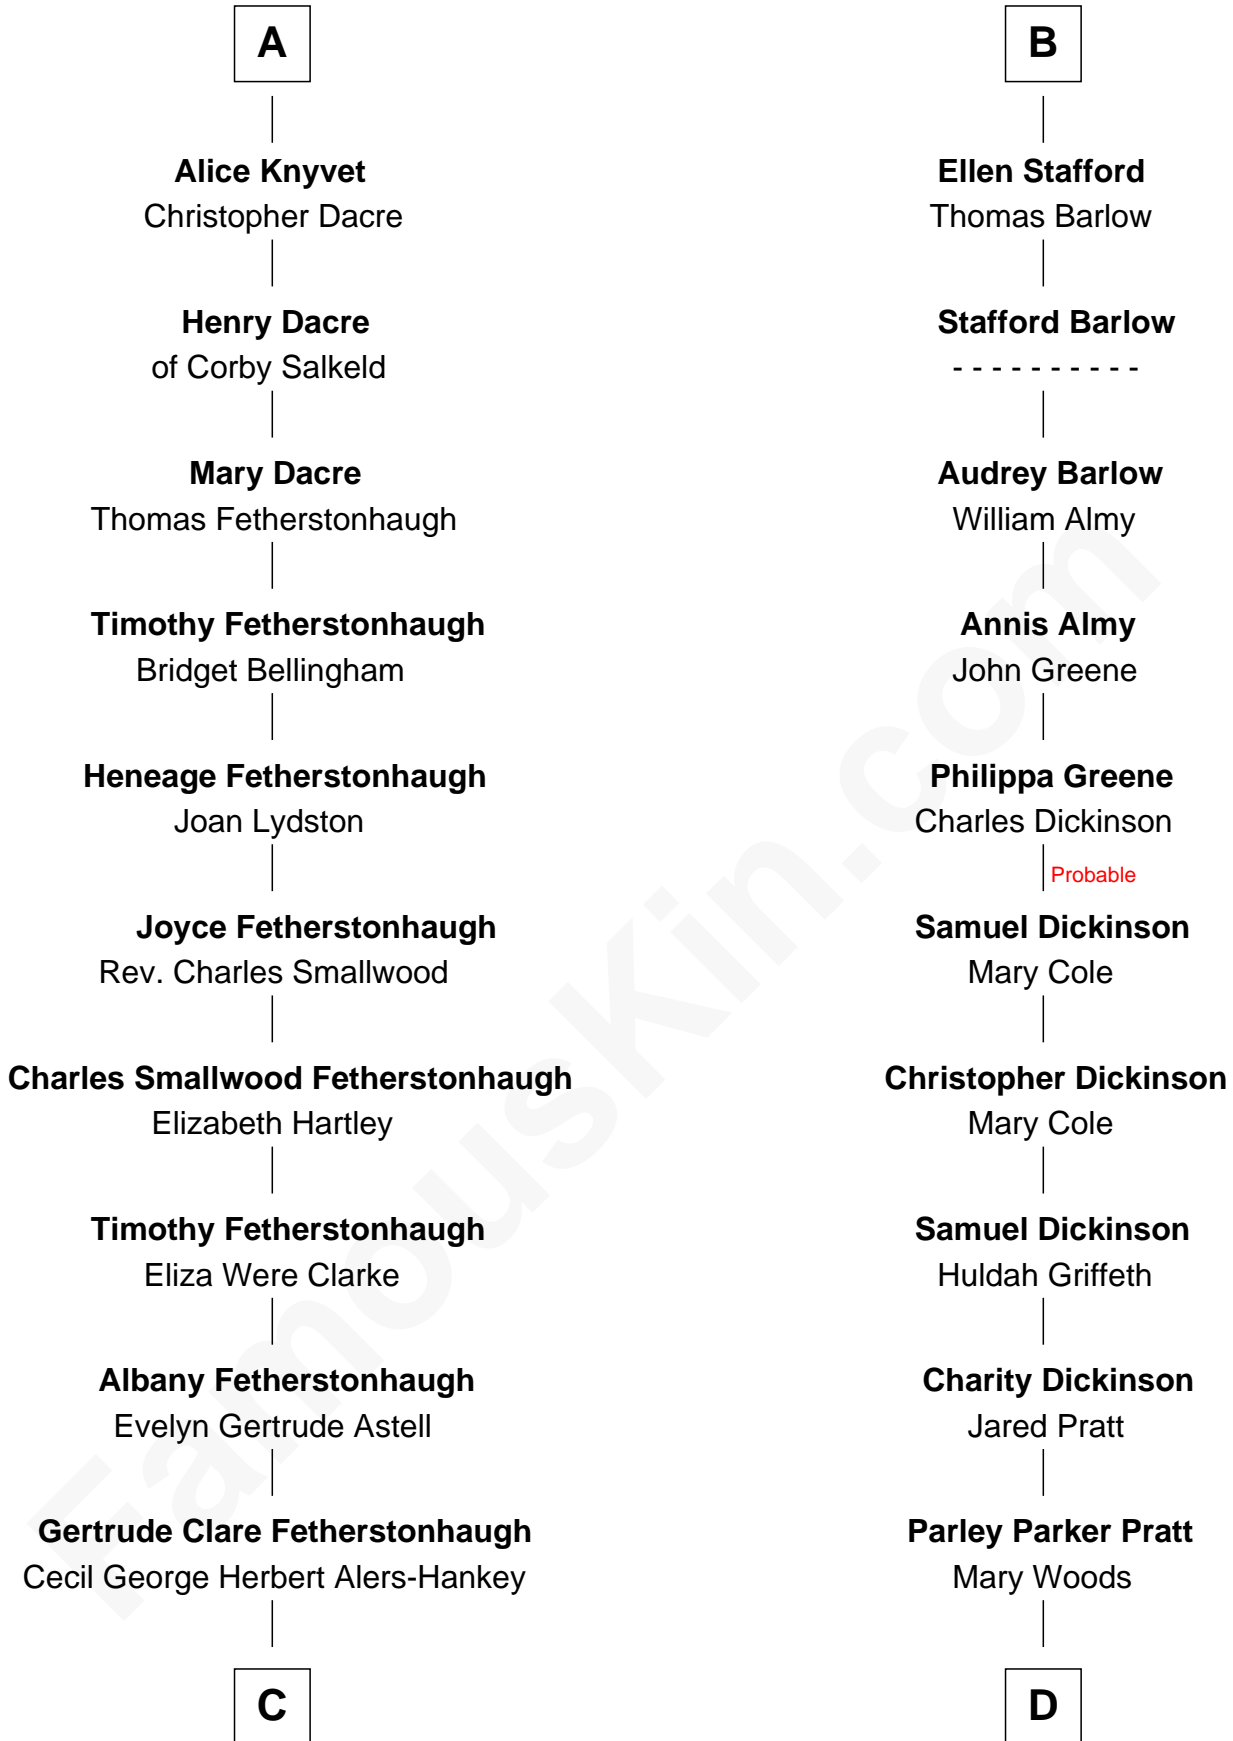 A
Alice Knyvet
Christopher Dacre
Henry Dacre
of Corby Salkeld
Mary Dacre
Thomas Fetherstonhaugh
Timothy Fetherstonhaugh
Bridget Bellingham
Heneage Fetherstonhaugh
Joan Lydston
Joyce Fetherstonhaugh
Rev. Charles Smallwood
Charles Smallwood Fetherstonhaugh
Elizabeth Hartley
Timothy Fetherstonhaugh
Eliza Were Clarke
Albany Fetherstonhaugh
Evelyn Gertrude Astell
Gertrude Clare Fetherstonhaugh
Cecil George Herbert Alers-Hankey
C
B
Ellen Stafford
Thomas Barlow
Stafford Barlow
- - - - - - - - - -
Audrey Barlow
William Almy
Annis Almy
John Greene
Philippa Greene
Charles Dickinson
Probable
Samuel Dickinson
Mary Cole
Christopher Dickinson
Mary Cole
Samuel Dickinson
Huldah Griffeth
Charity Dickinson
Jared Pratt
Parley Parker Pratt
Mary Woods
D
FamousKin.com